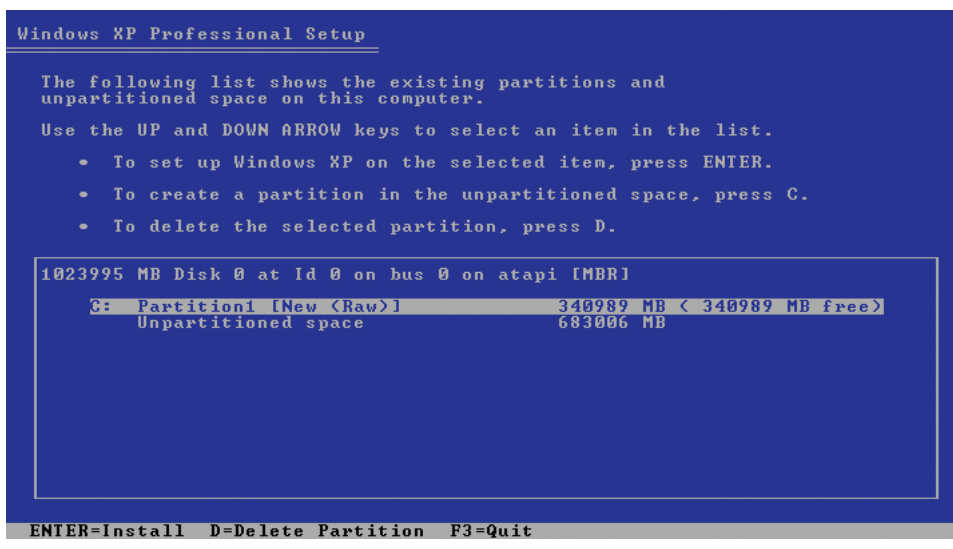 Windows XP Professional Setup
The following list shows the existing partitions and
unpartitioned space on this computer.
Use the UP and DOWN ARROW keys to select an item in the list.
• To set up Windows XP on the selected item, press ENTER.
• To create a partition in the unpartitioned space, press C.
• To delete the selected partition, press D.
1023995 MB Disk 0 at Id 0 on bus 0 on atapi [MBR]
C: Partition1 [New (Raw)] 340989 MB ( 340989 MB free)
Unpartitioned space 683006 MB
ENTER=Install D=Delete Partition F3=Quit